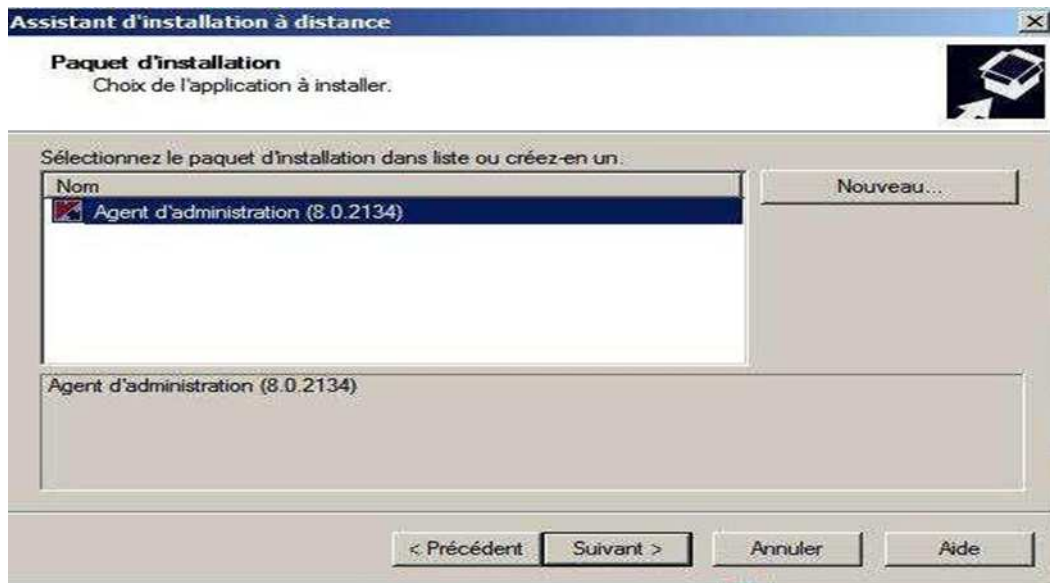 Assistant d'installation à distance
Paquet d'installation
Choix de l'application à installer.
Sélectionnez le paquet d'installation dans liste ou créez-en un.
Nom
Nouveau...
Agent d'administration (8.0.2134)
Agent d'administration (8.0.2134)
< Précédent
Suivant >
Annuler
Aide